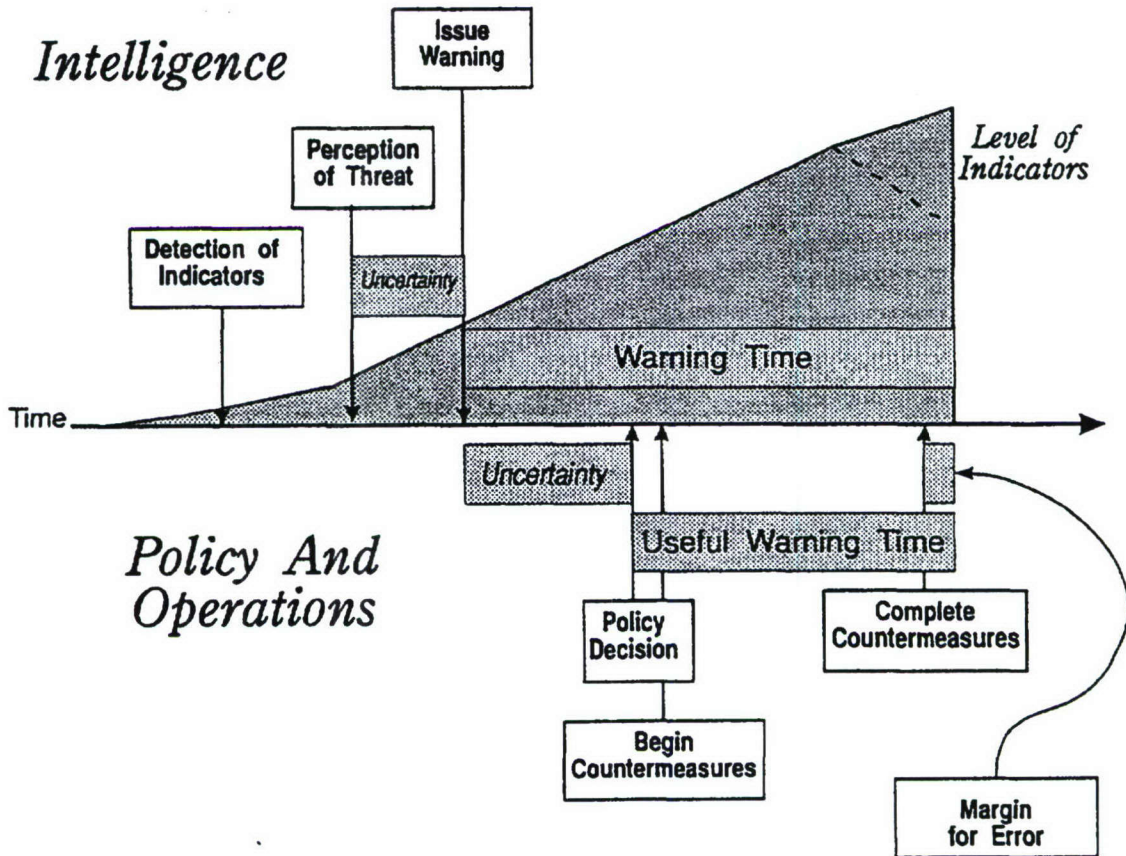 Intelligence
Issue
Warning
Perception
of Threat
Detection of
Indicators
Level of
Indicators
Uncertainty
Warning Time
Time
Uncertainty
Useful Warning Time
Policy And
Operations
Policy
Decision
Complete
Countermeasures
Begin
Countermeasures
Margin
for Error